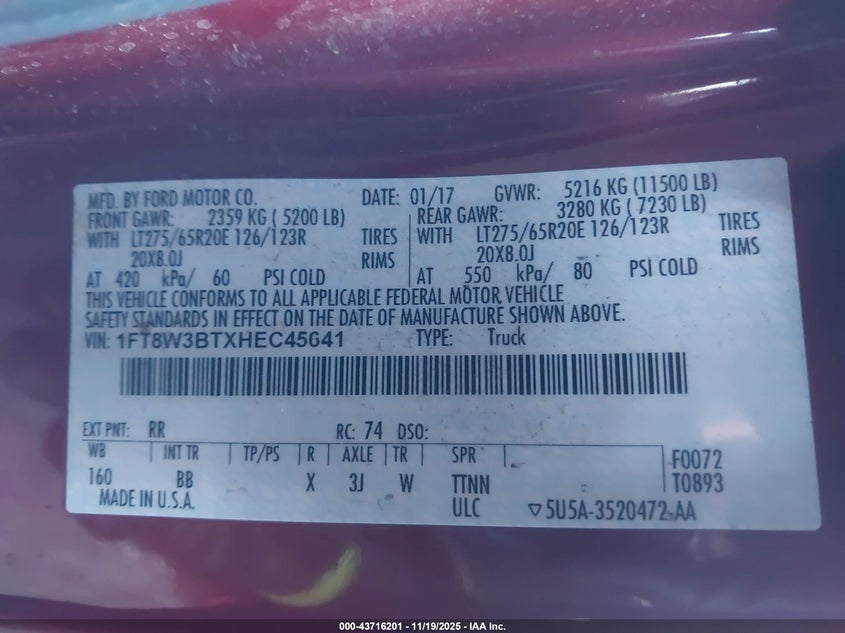 MFD. BY FORD MOTOR CO. DATE: 01/17 GVWR: 5216 KG (11500 LB)
FRONT GAWR: 2359 KG ( 5200 LB) REAR GAWR: 3280 KG ( 7230 LB)
WITH LT275/65R20E 126/123R TIRES WITH LT275/65R20E 126/123R TIRES
20X8.0J RIMS 20X8.0J RIMS
AT 420 kPa/ 60 PSI COLD AT 550 kPa/ 80 PSI COLD
THIS VEHICLE CONFORMS TO ALL APPLICABLE FEDERAL MOTOR VEHICLE
SAFETY STANDARDS IN EFFECT ON THE DATE OF MANUFACTURE SHOWN ABOVE.
VIN: 1FT8W3BTXHEC45641 TYPE: Truck
EXT PNT: RR RC: 74 DSO:
WB INT TR TP/PS R AXLE TR SPR F0072
160 BB X 3J W TTNN T0893
MADE IN U.S.A. ULC ▽5U5A-3520472-AA
000-43716201 - 11/19/2025 - IAA Inc.